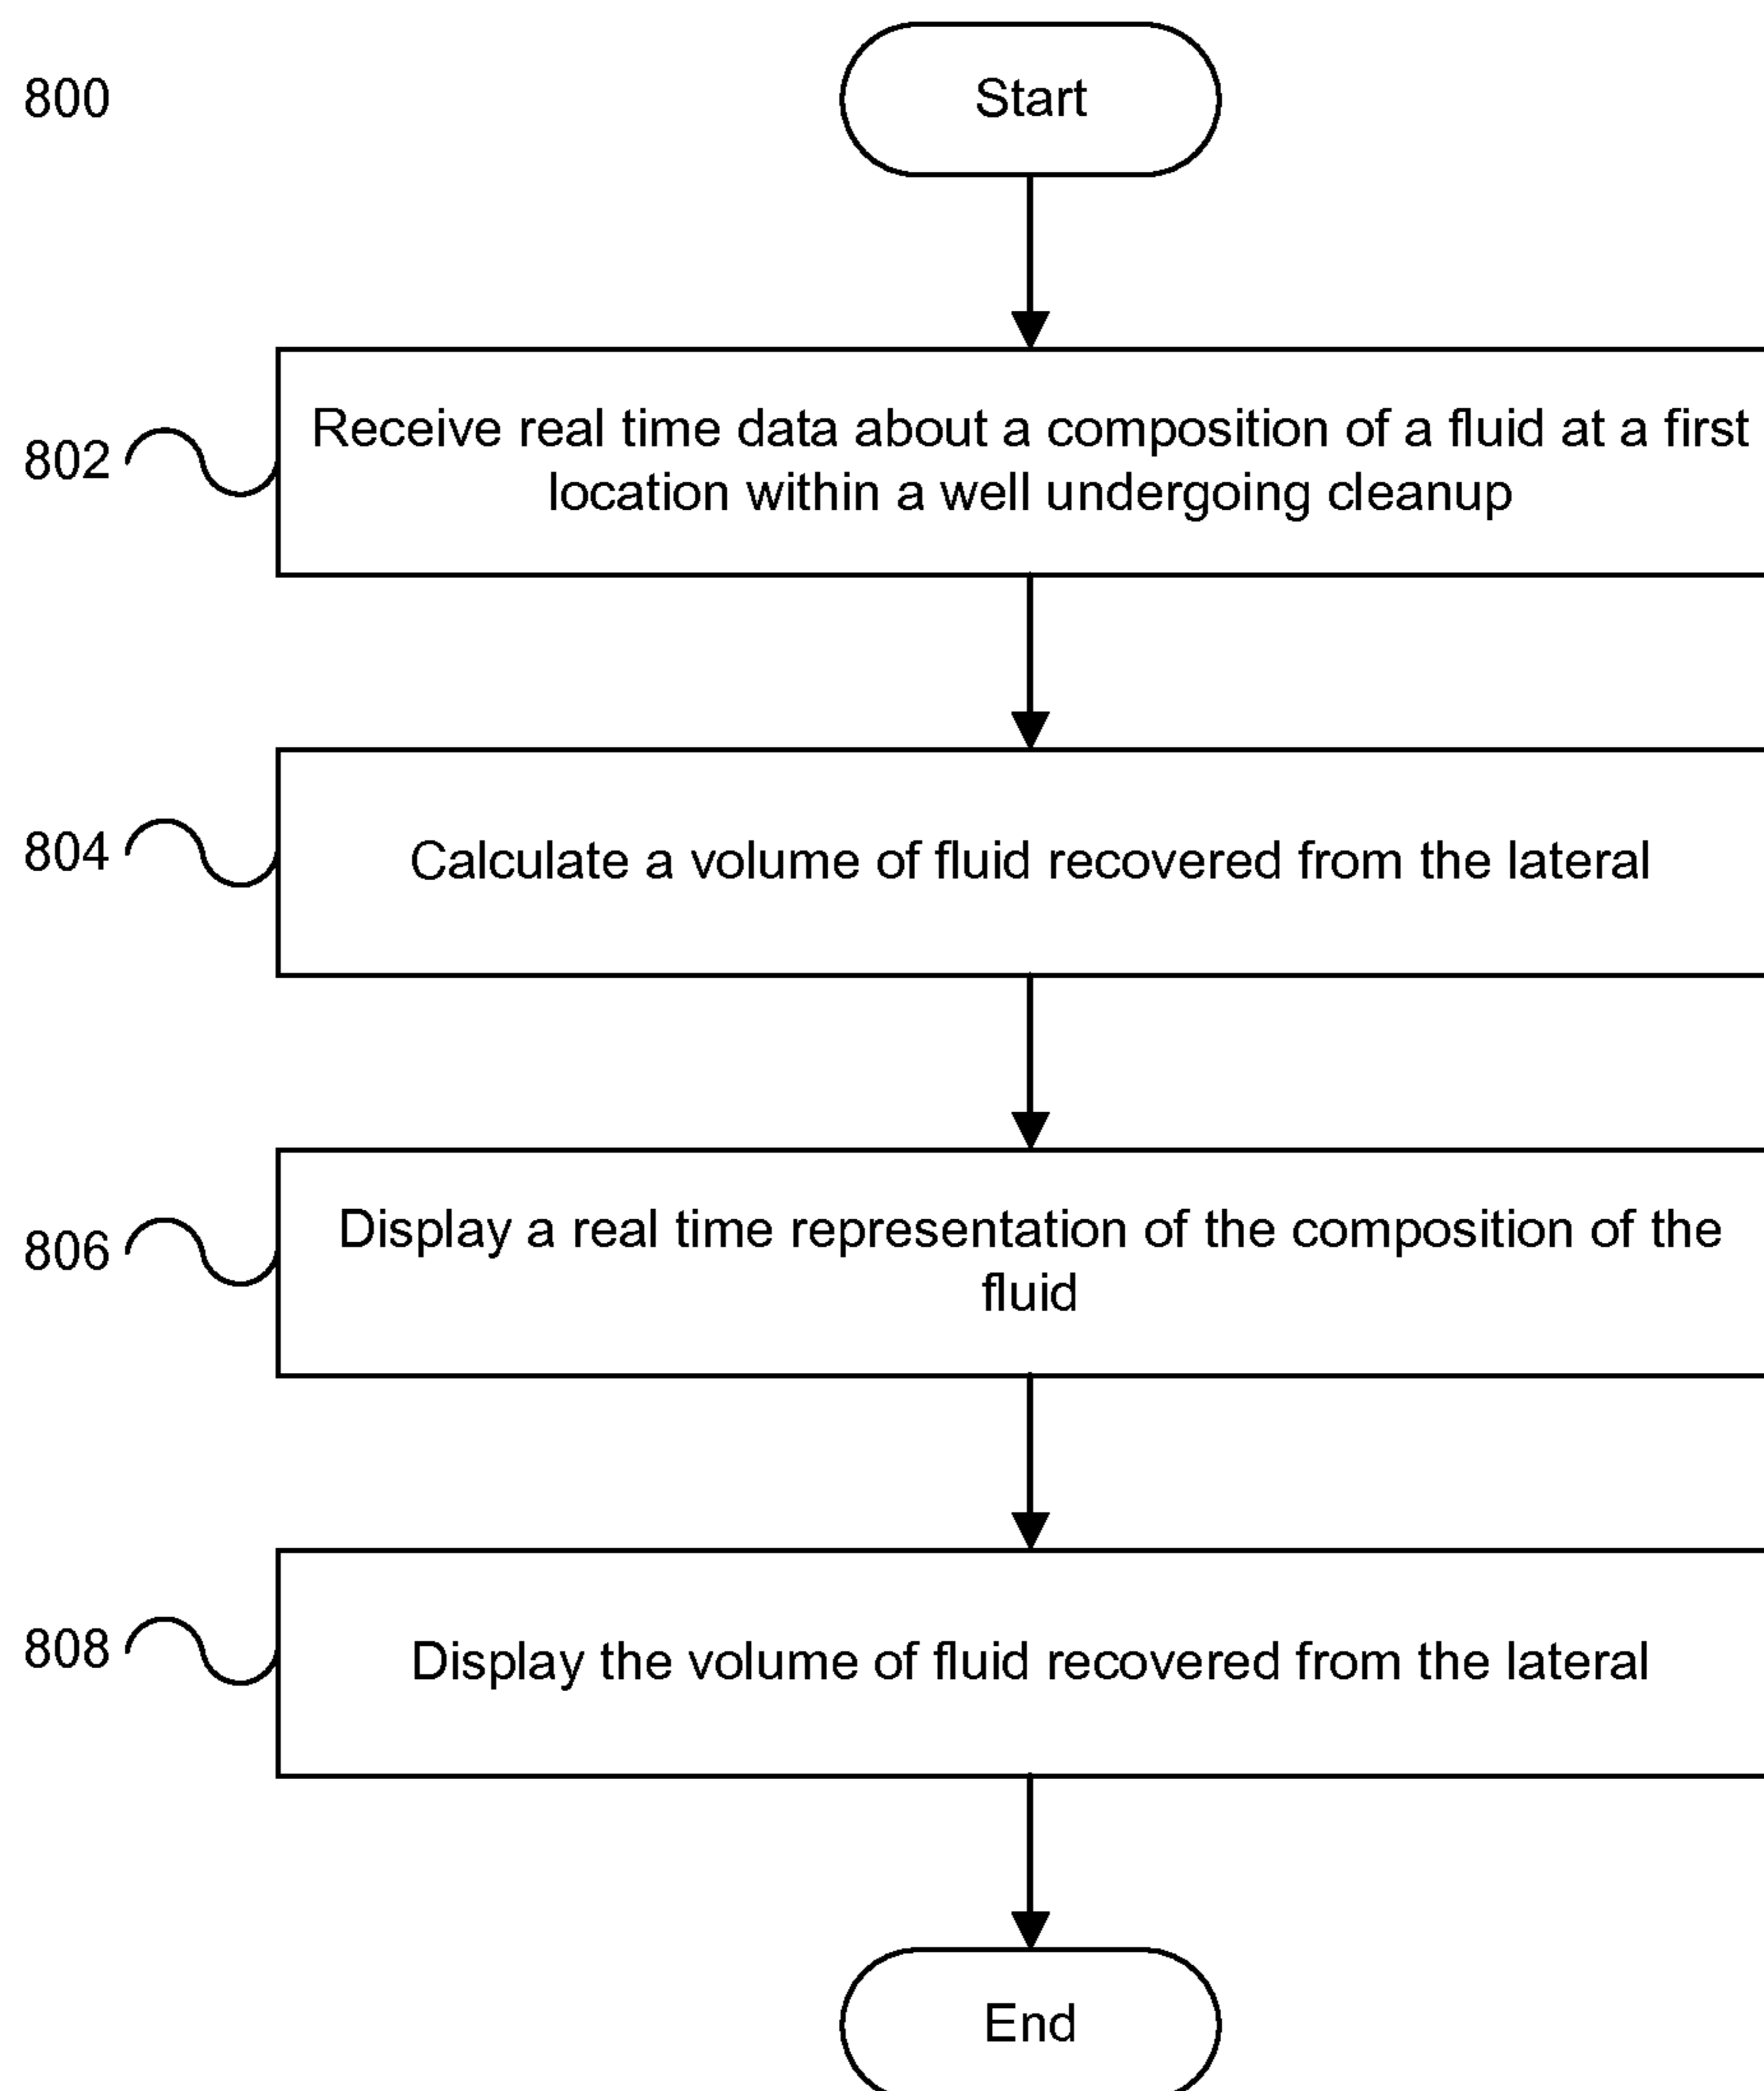 800
Start
802
Receive real time data about a composition of a fluid at a first
location within a well undergoing cleanup
804
Calculate a volume of fluid recovered from the lateral
806
Display a real time representation of the composition of the
fluid
808
Display the volume of fluid recovered from the lateral
End